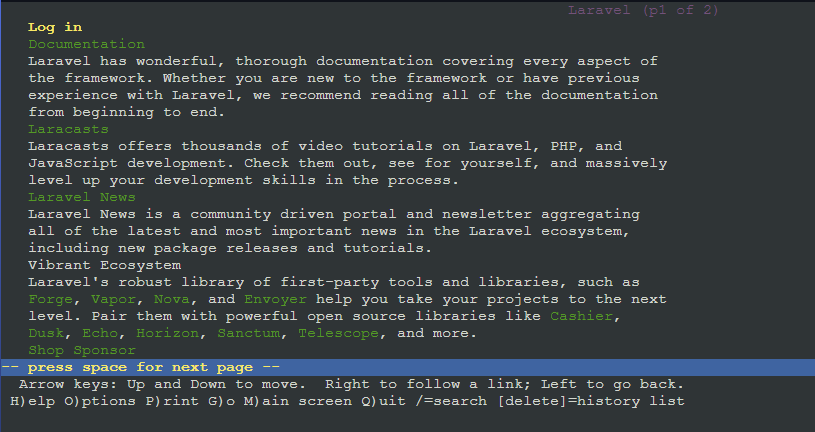 Laravel (p1 of 2)
Log in
Documentation
Laravel has wonderful, thorough documentation covering every aspect of
the framework. Whether you are new to the framework or have previous
experience with Laravel, we recommend reading all of the documentation
from beginning to end.
Laracasts
Laracasts offers thousands of video tutorials on Laravel, PHP, and
JavaScript development. Check them out, see for yourself, and massively
level up your development skills in the process.
Laravel News
Laravel News is a community driven portal and newsletter aggregating
all of the latest and most important news in the Laravel ecosystem,
including new package releases and tutorials.
Vibrant Ecosystem
Laravel's robust library of first-party tools and libraries, such as
Forge, Vapor, Nova, and Envoyer help you take your projects to the next
level. Pair them with powerful open source libraries like Cashier,
Dusk, Echo, Horizon, Sanctum, Telescope, and more.
Shop Sponsor
-- press space for next page --
Arrow keys: Up and Down to move.  Right to follow a link; Left to go back.
H)elp O)ptions P)rint G)o M)ain screen Q)uit /=search [delete]=history list